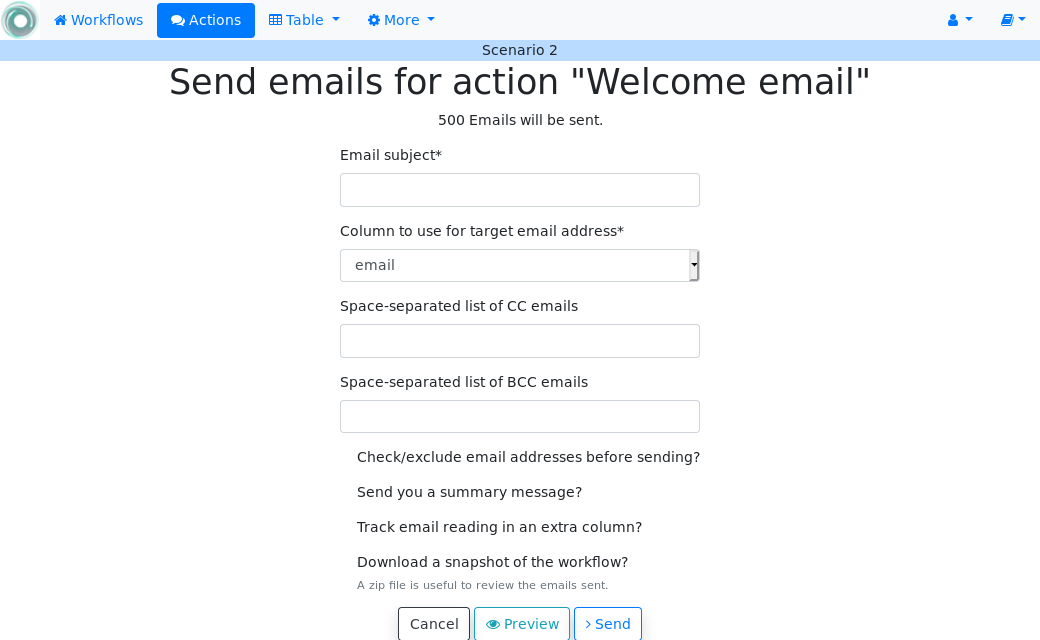 Workflows Actions Table More
Scenario 2
Send emails for action "Welcome email"
500 Emails will be sent.
Email subject*
Column to use for target email address*
email
Space-separated list of CC emails
Space-separated list of BCC emails
Check/exclude email addresses before sending?
Send you a summary message?
Track email reading in an extra column?
Download a snapshot of the workflow?
A zip file is useful to review the emails sent.
Cancel Preview Send